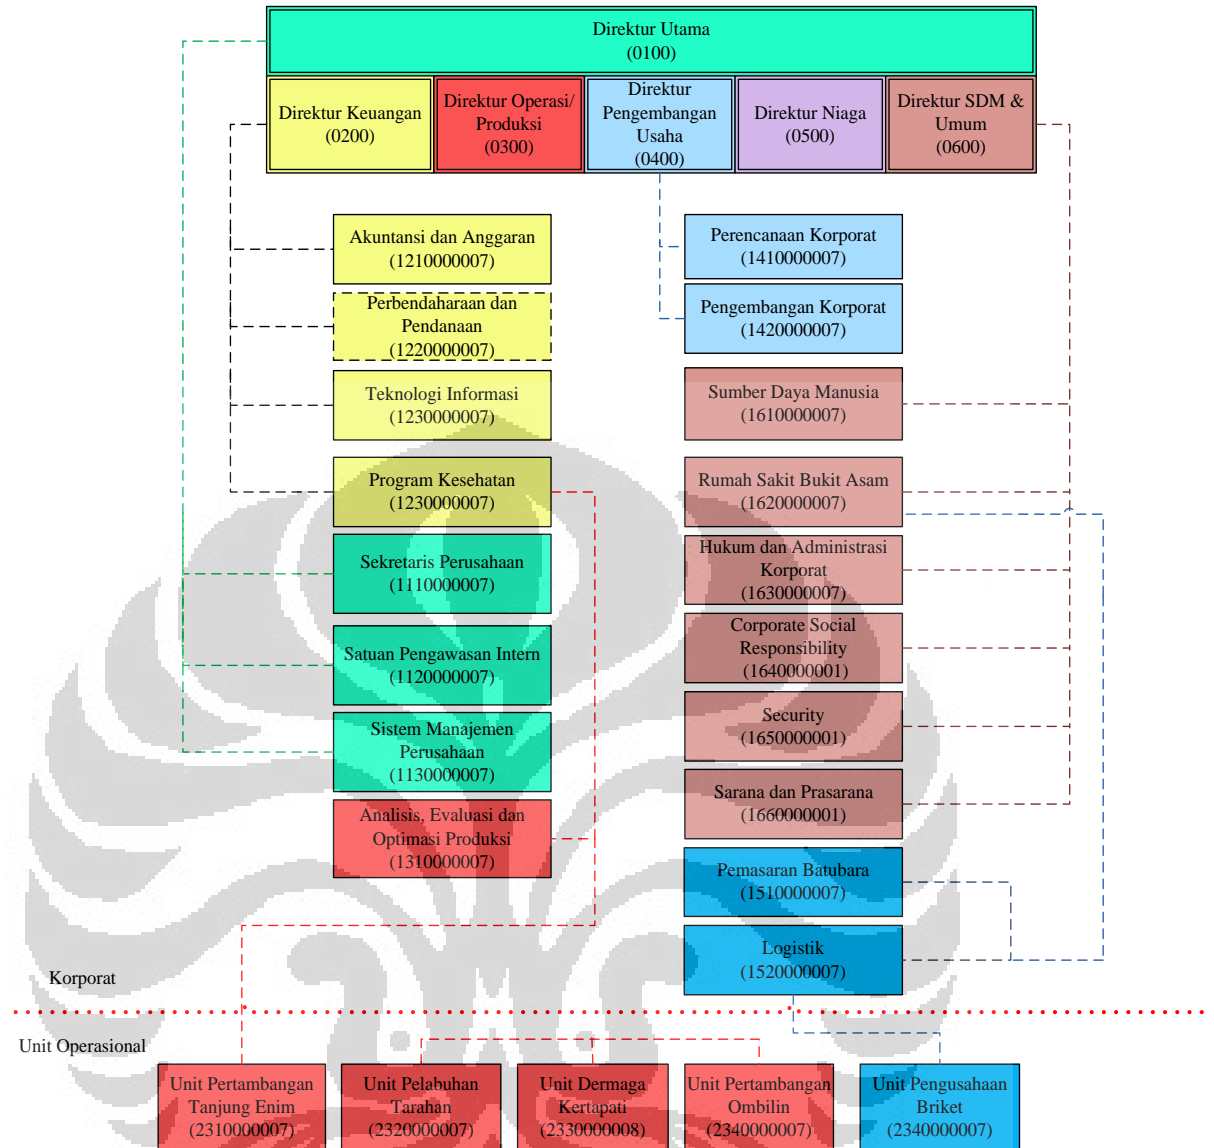 Direktur Utama
(0100)
Direktur Keuangan
(0200)
Direktur Operasi/
Produksi
(0300)
Direktur
Pengembangan
Usaha
(0400)
Direktur Niaga
(0500)
Direktur SDM &
Umum
(0600)
Akuntansi dan Anggaran
(1210000007)
Perbendaharaan dan
Pendanaan
(1220000007)
Teknologi Informasi
(1230000007)
Program Kesehatan
(1230000007)
Sekretaris Perusahaan
(1110000007)
Satuan Pengawasan Intern
(1120000007)
Sistem Manajemen
Perusahaan
(1130000007)
Analisis, Evaluasi dan
Optimasi Produksi
(1310000007)
Perencanaan Korporat
(1410000007)
Pengembangan Korporat
(1420000007)
Sumber Daya Manusia
(1610000007)
Rumah Sakit Bukit Asam
(1620000007)
Hukum dan Administrasi
Korporat
(1630000007)
Corporate Social
Responsibility
(1640000001)
Security
(1650000001)
Sarana dan Prasarana
(1660000001)
Pemasaran Batubara
(1510000007)
Logistik
(1520000007)
Korporat
Unit Operasional
Unit Pertambangan
Tanjung Enim
(2310000007)
Unit Pelabuhan
Tarahan
(2320000007)
Unit Dermaga
Kertapati
(2330000008)
Unit Pertambangan
Ombilin
(2340000007)
Unit Pengusahaan
Briket
(2340000007)